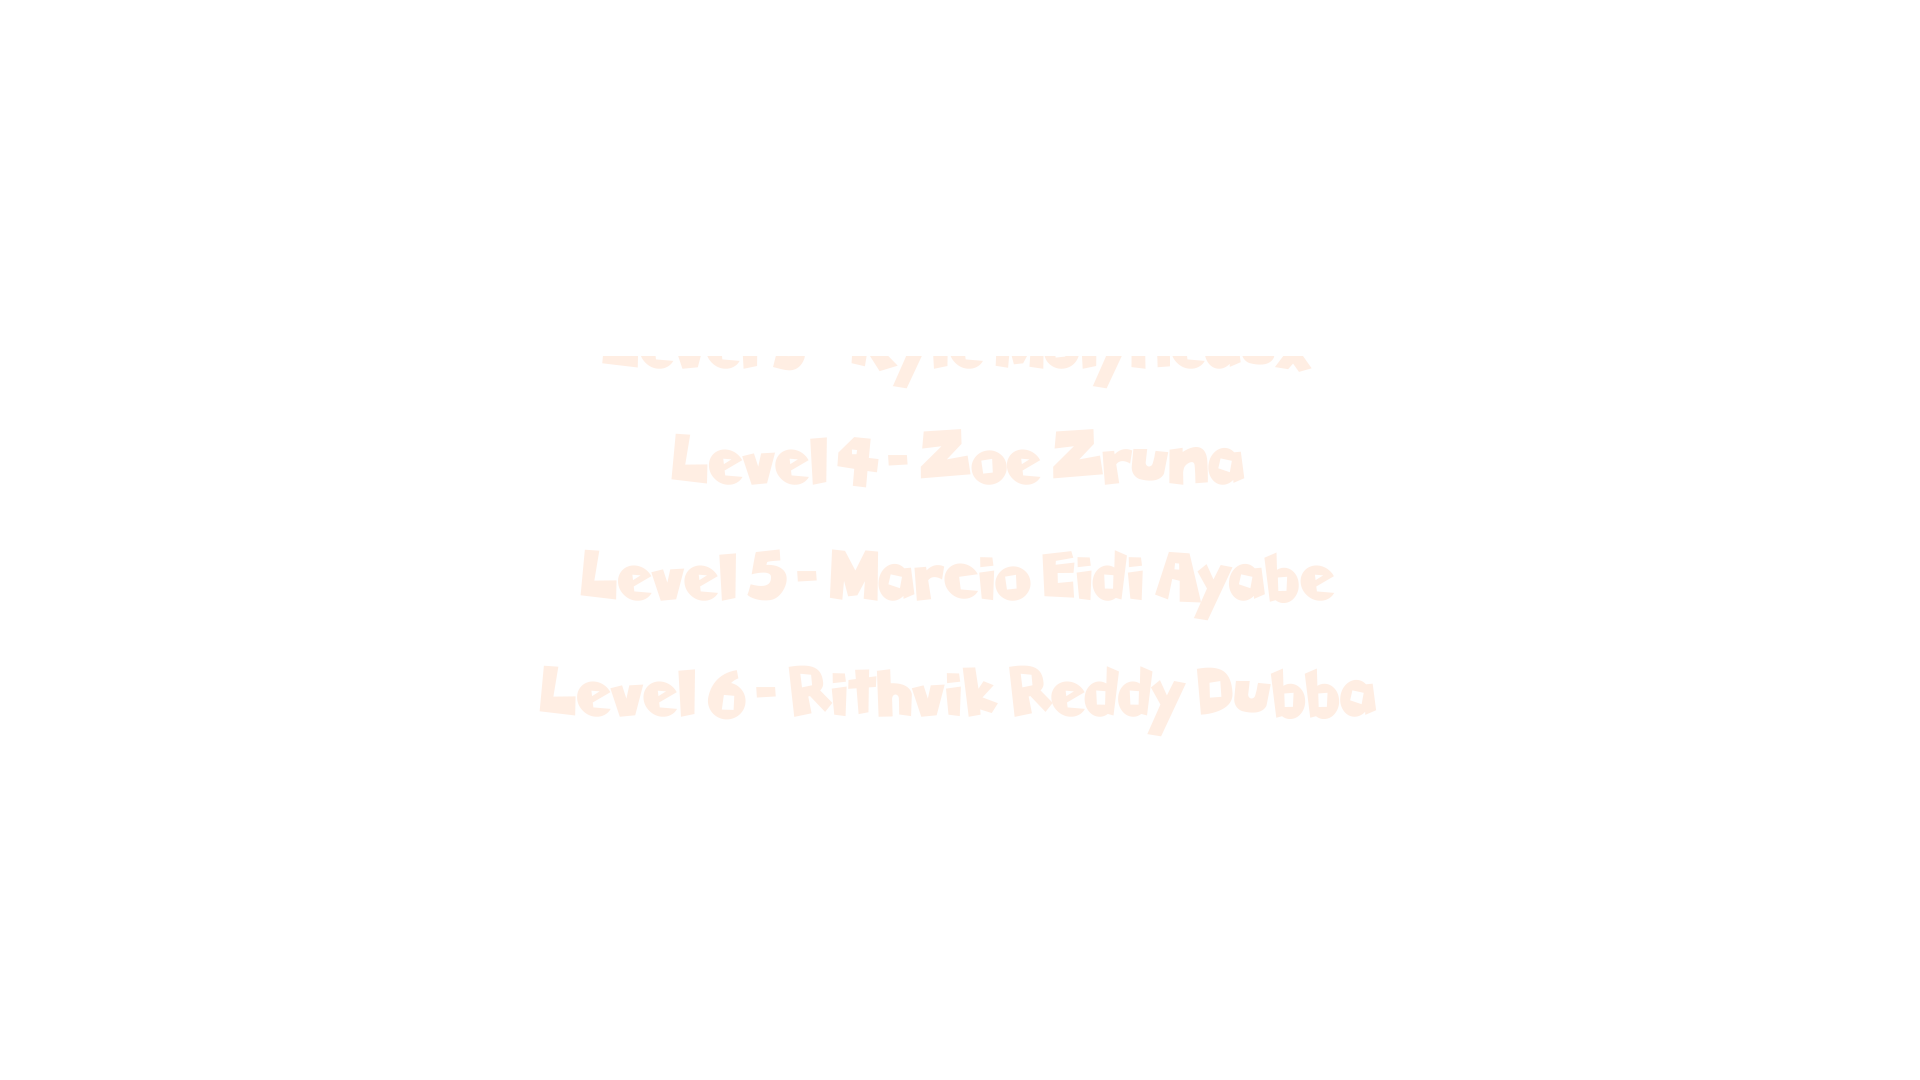 Level 4 - Zoe Zruna
Level 5 - Marcio Eidi Ayabe
Level 6 - Rithvik Reddy Dubba